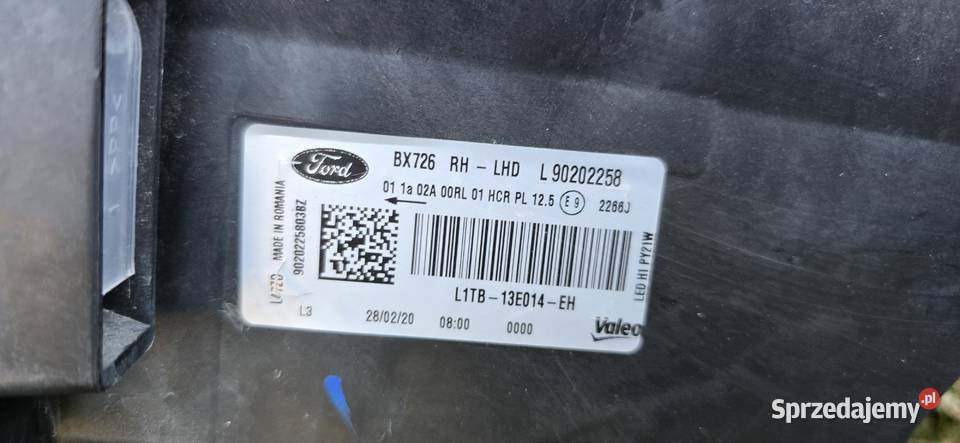 Ford
BX726 RH - LHD L 90202258
01 1a 02A 00RL 01 HCR PL 12.5 E9 2266J
MADE IN ROMANIA
9020225803BZ
LED H1 PY21W
L1TB-13E014-EH
L3 28/02/20 08:00 0000
Valeo
Sprzedajemy.pl